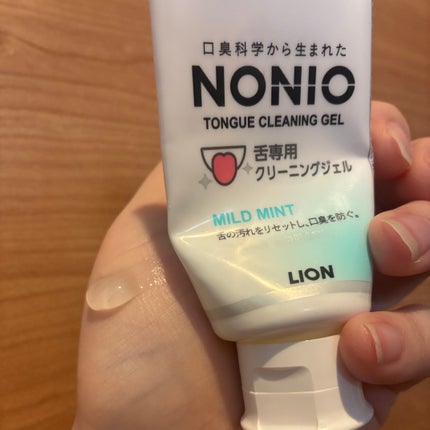 口臭科学から生まれた
NONIO
TONGUE CLEANING GEL
舌専用
クリーニングジェル
MILD MINT
舌の汚れをリセットし、口臭を防ぐ。
LION